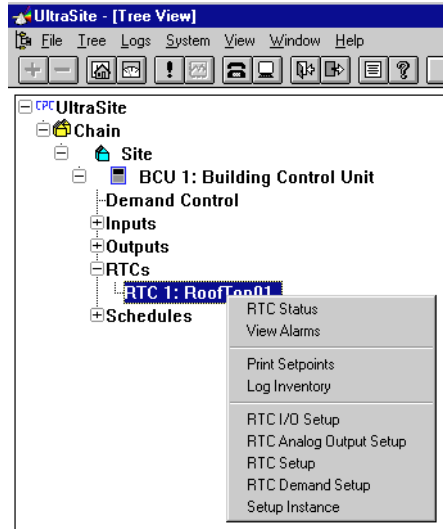 UltraSite - [Tree View]
File Tree Logs System View Window Help
CPC UltraSite
Chain
Site
BCU 1: Building Control Unit
Demand Control
Inputs
Outputs
RTCs
RTC 1: RoofTop01
Schedules
RTC Status
View Alarms
Print Setpoints
Log Inventory
RTC I/O Setup
RTC Analog Output Setup
RTC Setup
RTC Demand Setup
Setup Instance